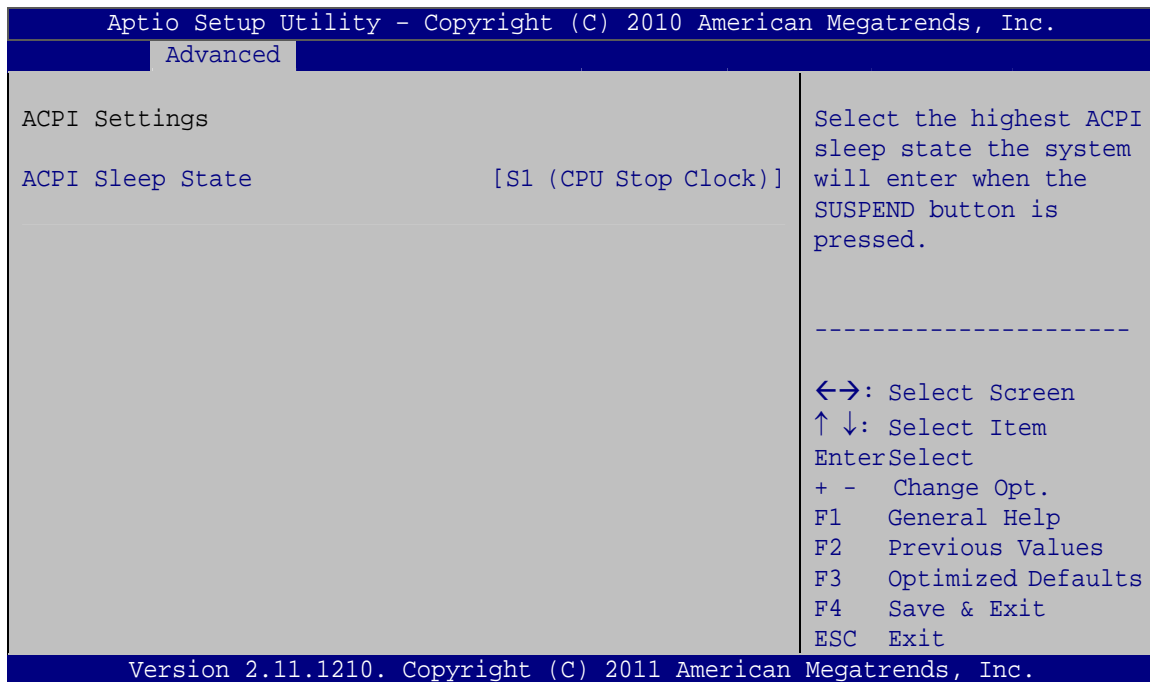 Aptio Setup Utility – Copyright (C) 2010 American Megatrends, Inc.
Advanced
ACPI Settings
ACPI Sleep State [S1 (CPU Stop Clock)]
Select the highest ACPI
sleep state the system
will enter when the
SUSPEND button is
pressed.
----------------------
←→: Select Screen
↑ ↓: Select Item
EnterSelect
+ - Change Opt.
F1 General Help
F2 Previous Values
F3 Optimized Defaults
F4 Save & Exit
ESC Exit
Version 2.11.1210. Copyright (C) 2011 American Megatrends, Inc.